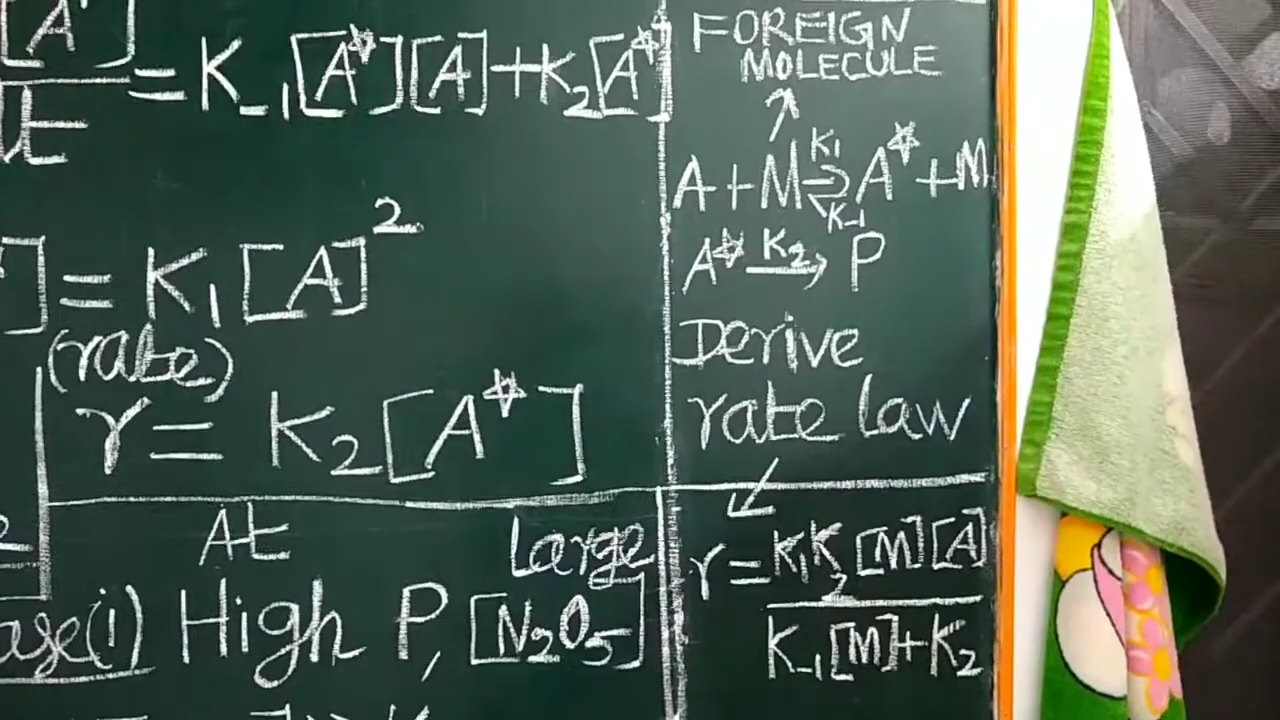 [A
dt = K₋₁[A*][A]+K₂[A*]
] = K₁[A]²
(rate)
r = K₂[A*]
At Large
Case(i) High P, [N₂O₅]
FOREIGN
MOLECULE
A+M ⇌ A*+M
K₁
K₋₁
A* →K₂ P
Derive
rate law
r = K₁K₂[M][A]
K₋₁[M]+K₂